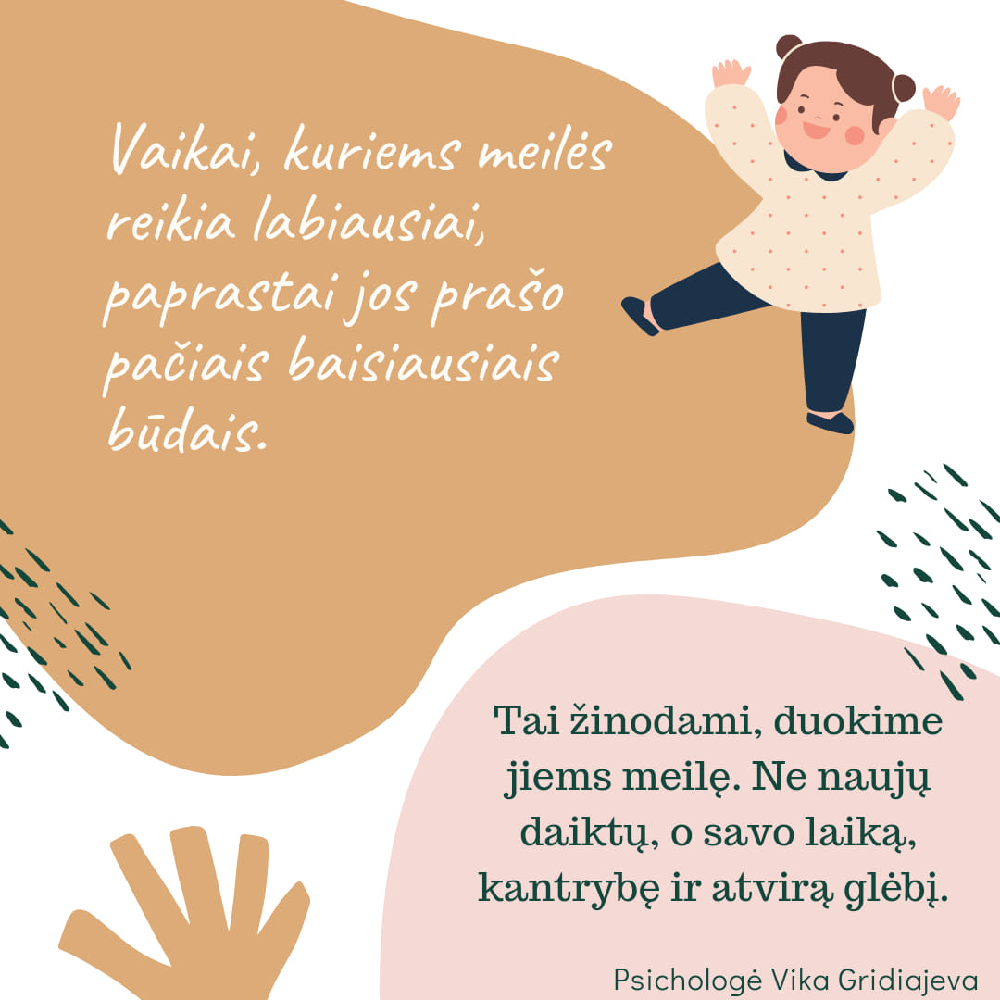 Vaikai, kuriems meilės
reikia labiausiai,
paprastai jos prašo
pačiais baisiausiais
būdais.
Tai žinodami, duokime
jiems meilę. Ne naujų
daiktų, o savo laiką,
kantrybę ir atvirą glėbį.
Psichologė Vika Gridiajeva